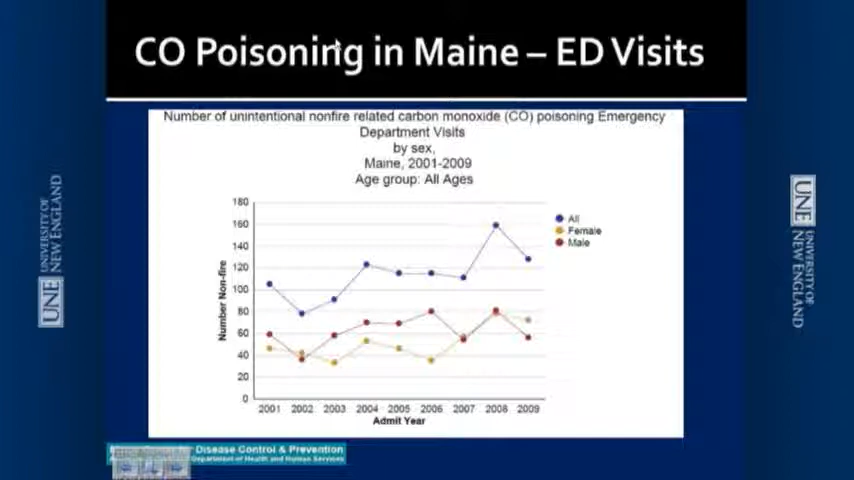 CO Poisoning in Maine – ED Visits
Number of unintentional nonfire related carbon monoxide (CO) poisoning Emergency
Department Visits
by sex,
Maine, 2001-2009
Age group: All Ages
180
160
140
120
100
80
60
40
20
0
Number Non-fire
2001 2002 2003 2004 2005 2006 2007 2008 2009
Admit Year
All
Female
Male
UNE UNIVERSITY OF
NEW ENGLAND
UNE UNIVERSITY OF
NEW ENGLAND
Disease Control & Prevention
Department of Health and Human Services